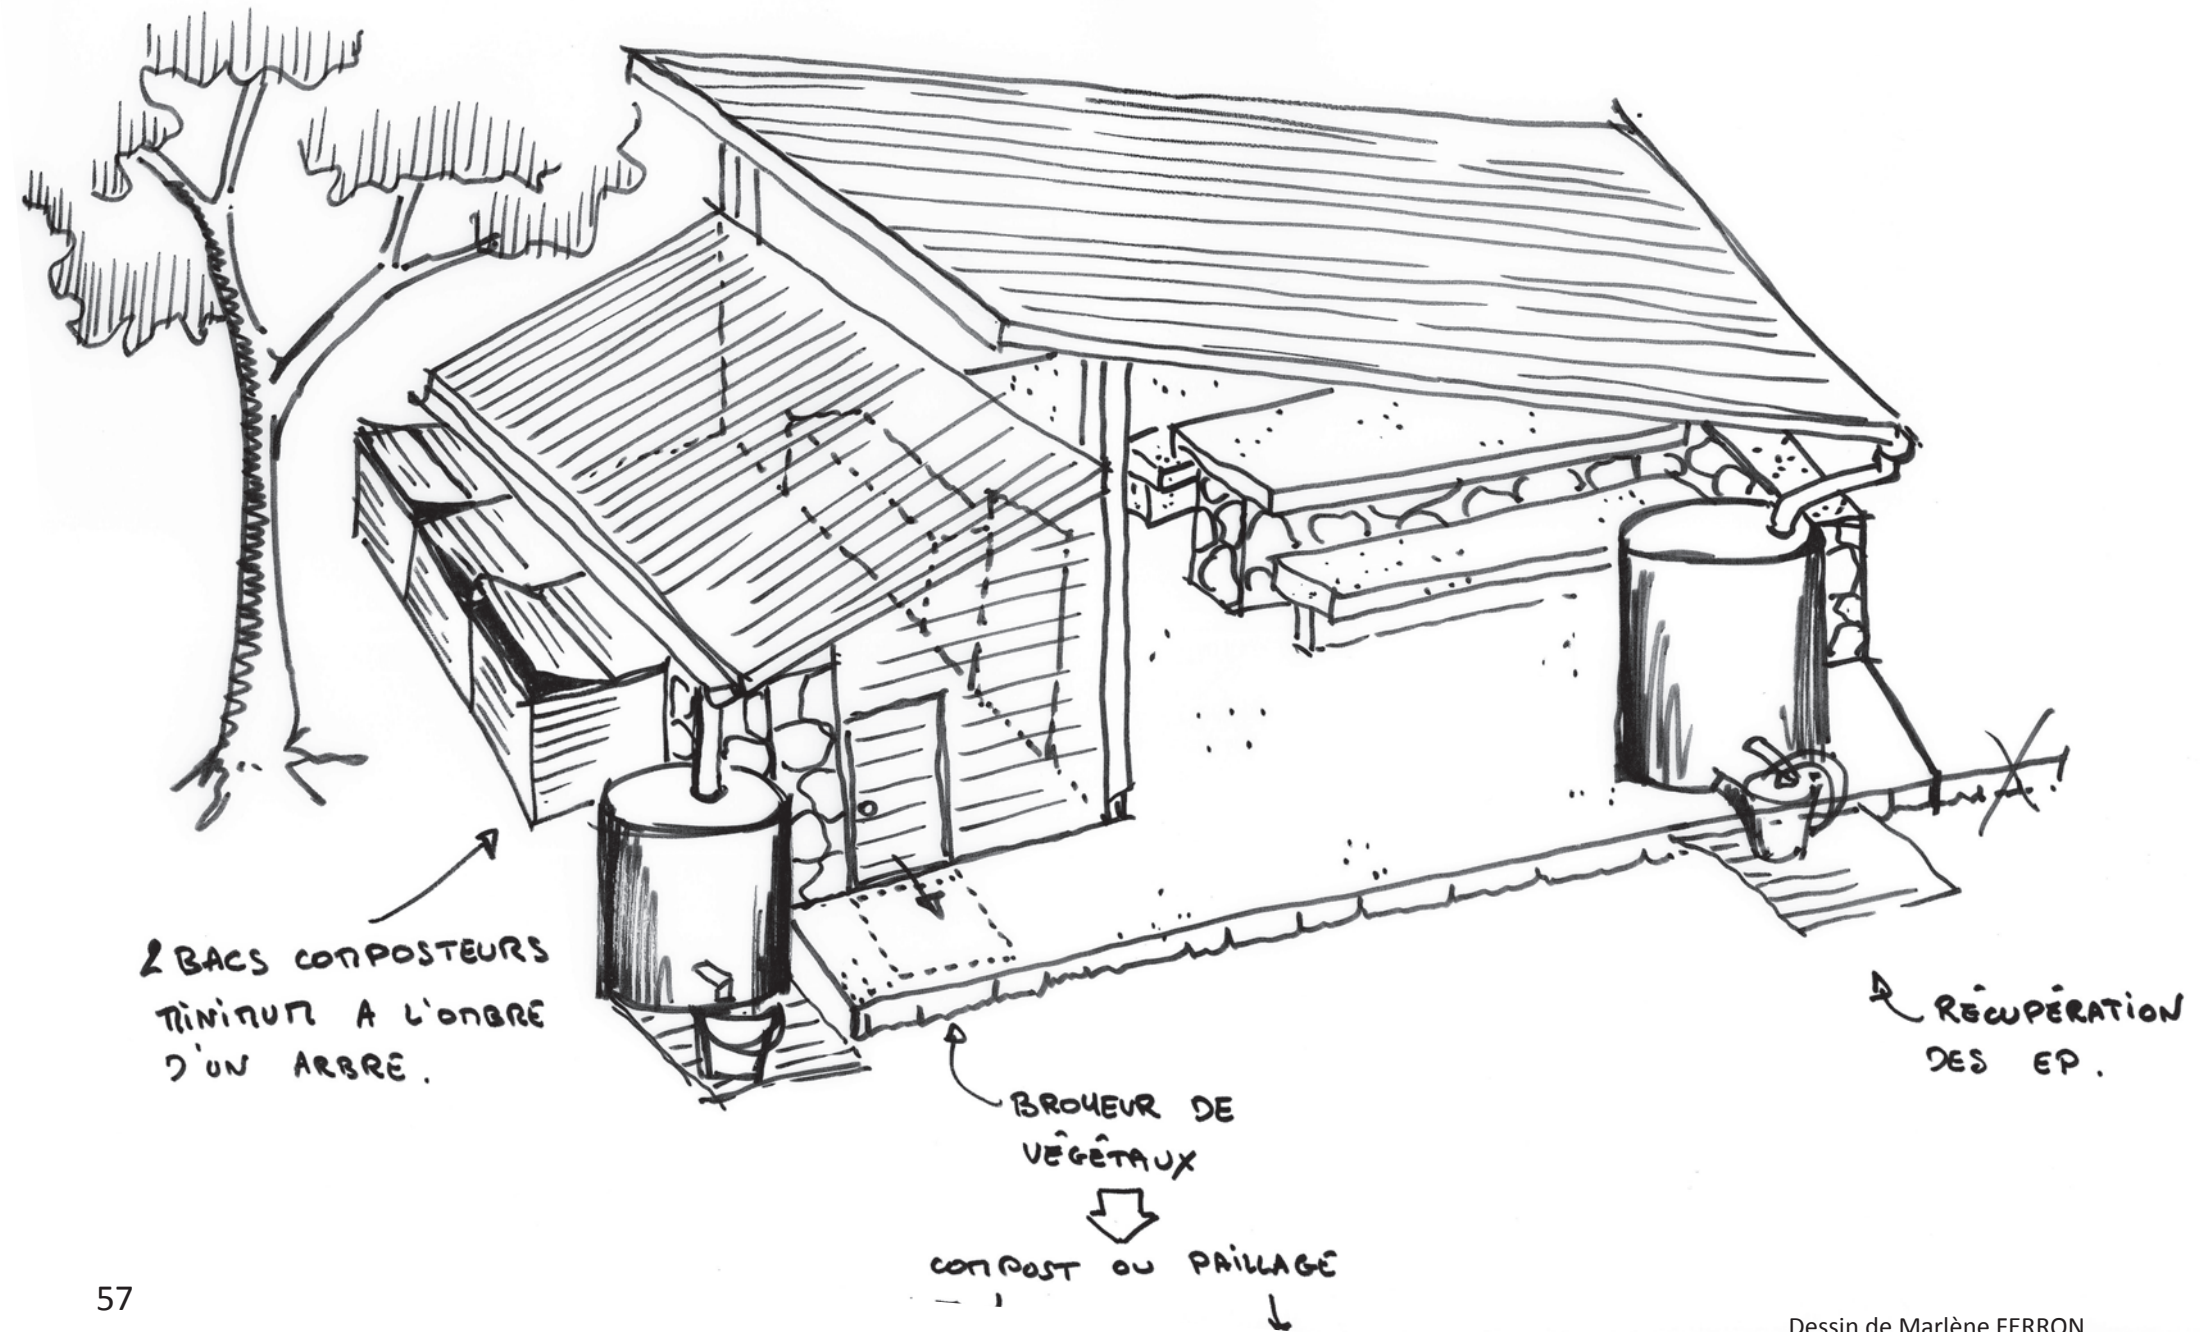 2 BACS COMPOSTEURS
MINIMUM A L'OMBRE
D'UN ARBRE.
BROYEUR DE
VÉGÉTAUX
COMPOST OU PAILLAGE
RÉCUPÉRATION
DES EP.
57
Dessin de Marlène FERRON